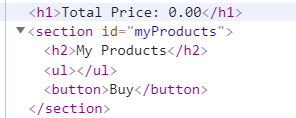 <h1>Total Price: 0.00</h1>
<section id="myProducts">
<h2>My Products</h2>
<ul></ul>
<button>Buy</button>
</section>